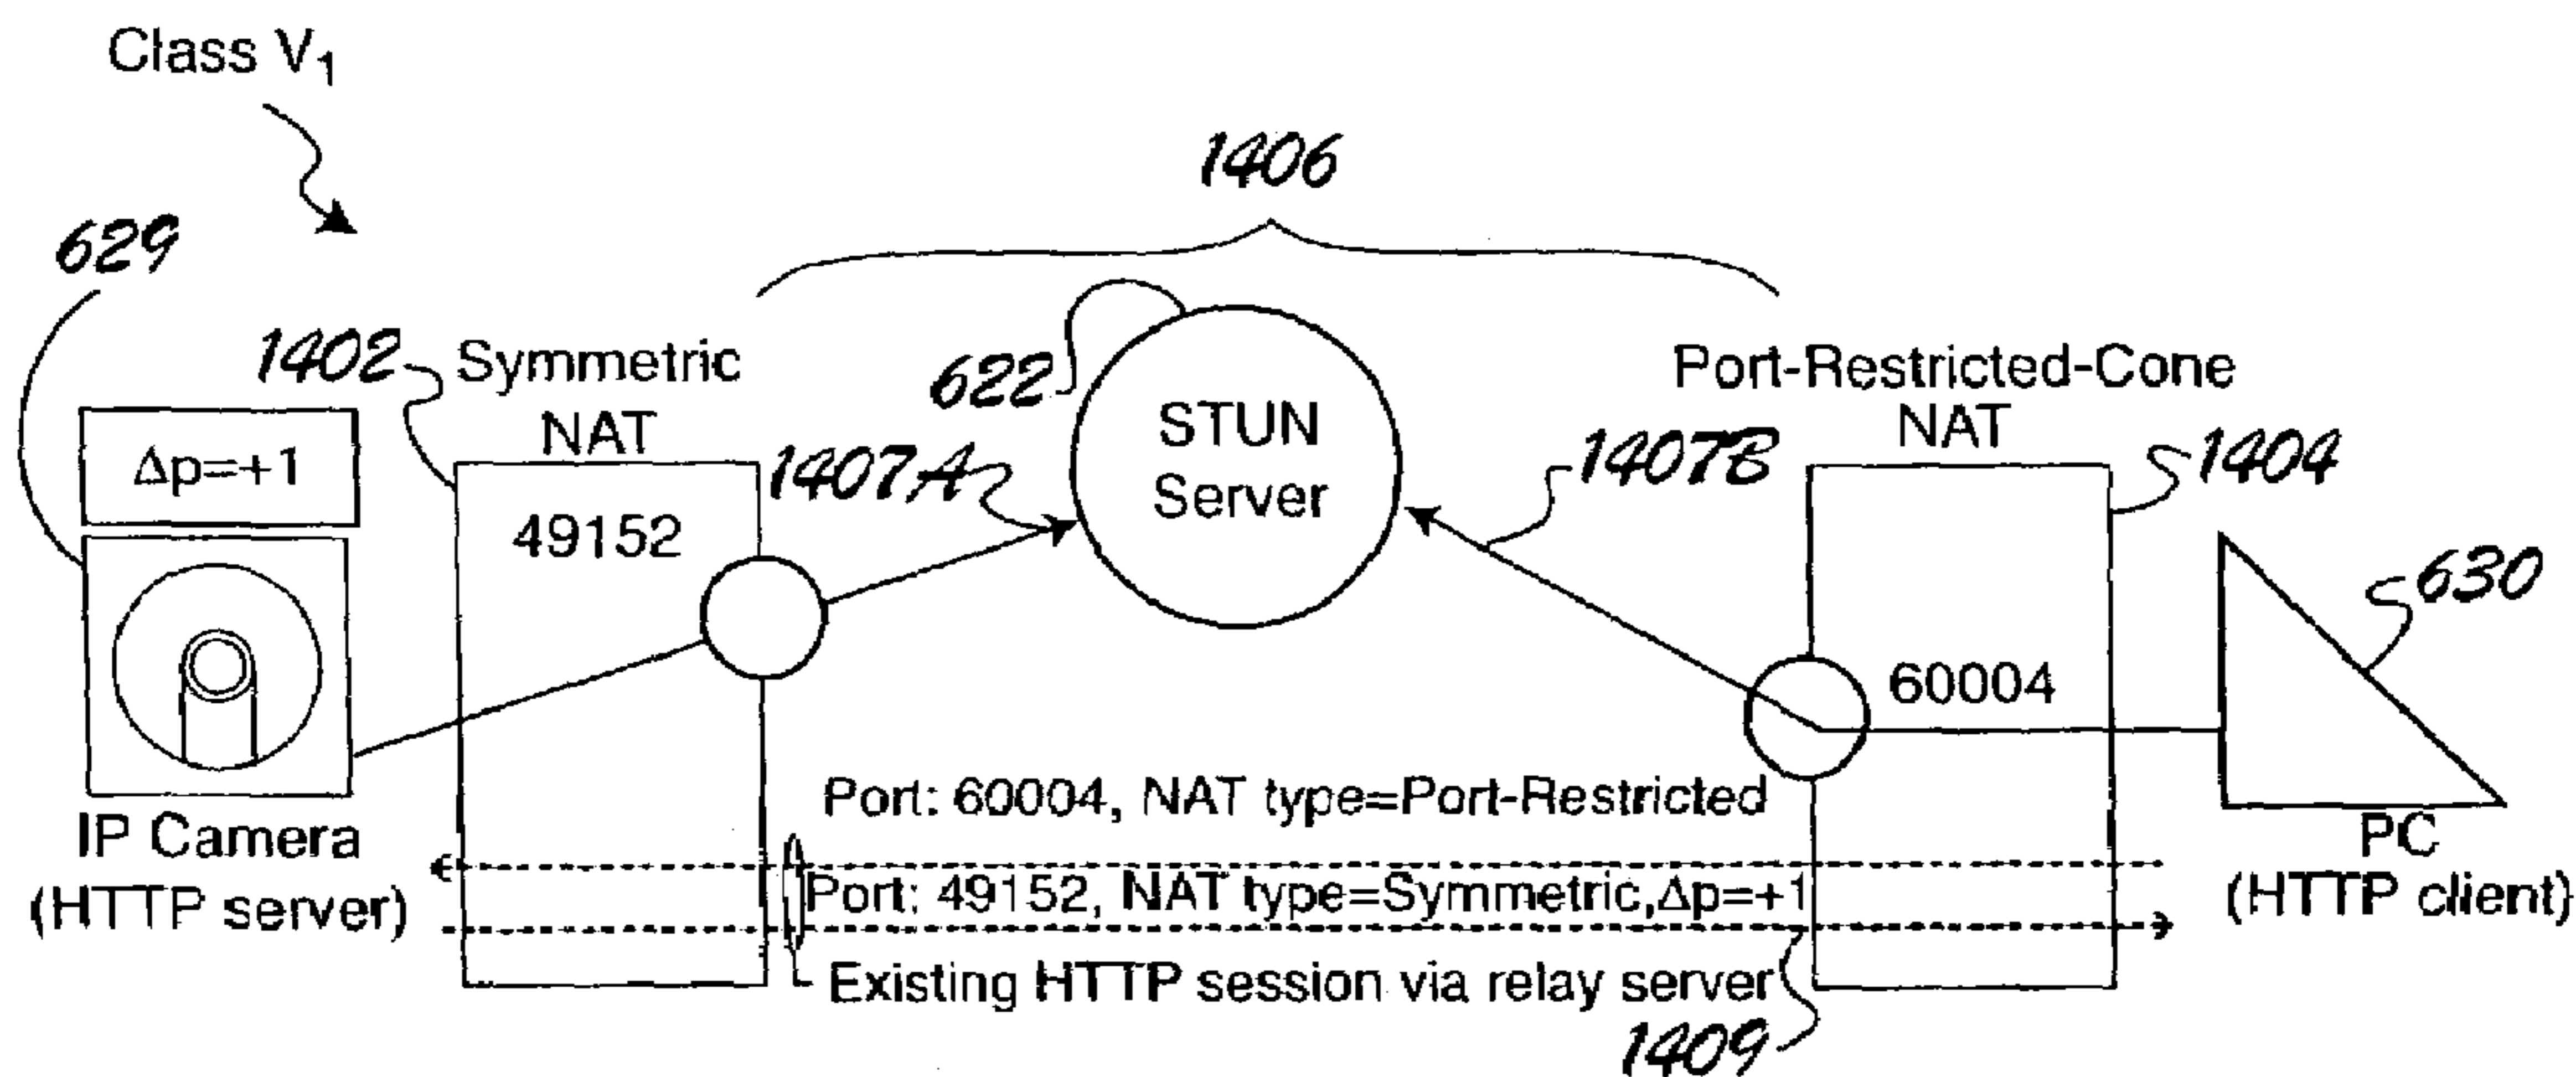 Class V₁
1406
629
1402
Symmetric
NAT
622
STUN
Server
Port-Restricted-Cone
NAT
1407A
1407B
1404
Δp=+1
49152
630
60004
IP Camera
(HTTP server)
Port: 60004, NAT type=Port-Restricted
Port: 49152, NAT type=Symmetric,Δp=+1
Existing HTTP session via relay server
PC
(HTTP client)
1409